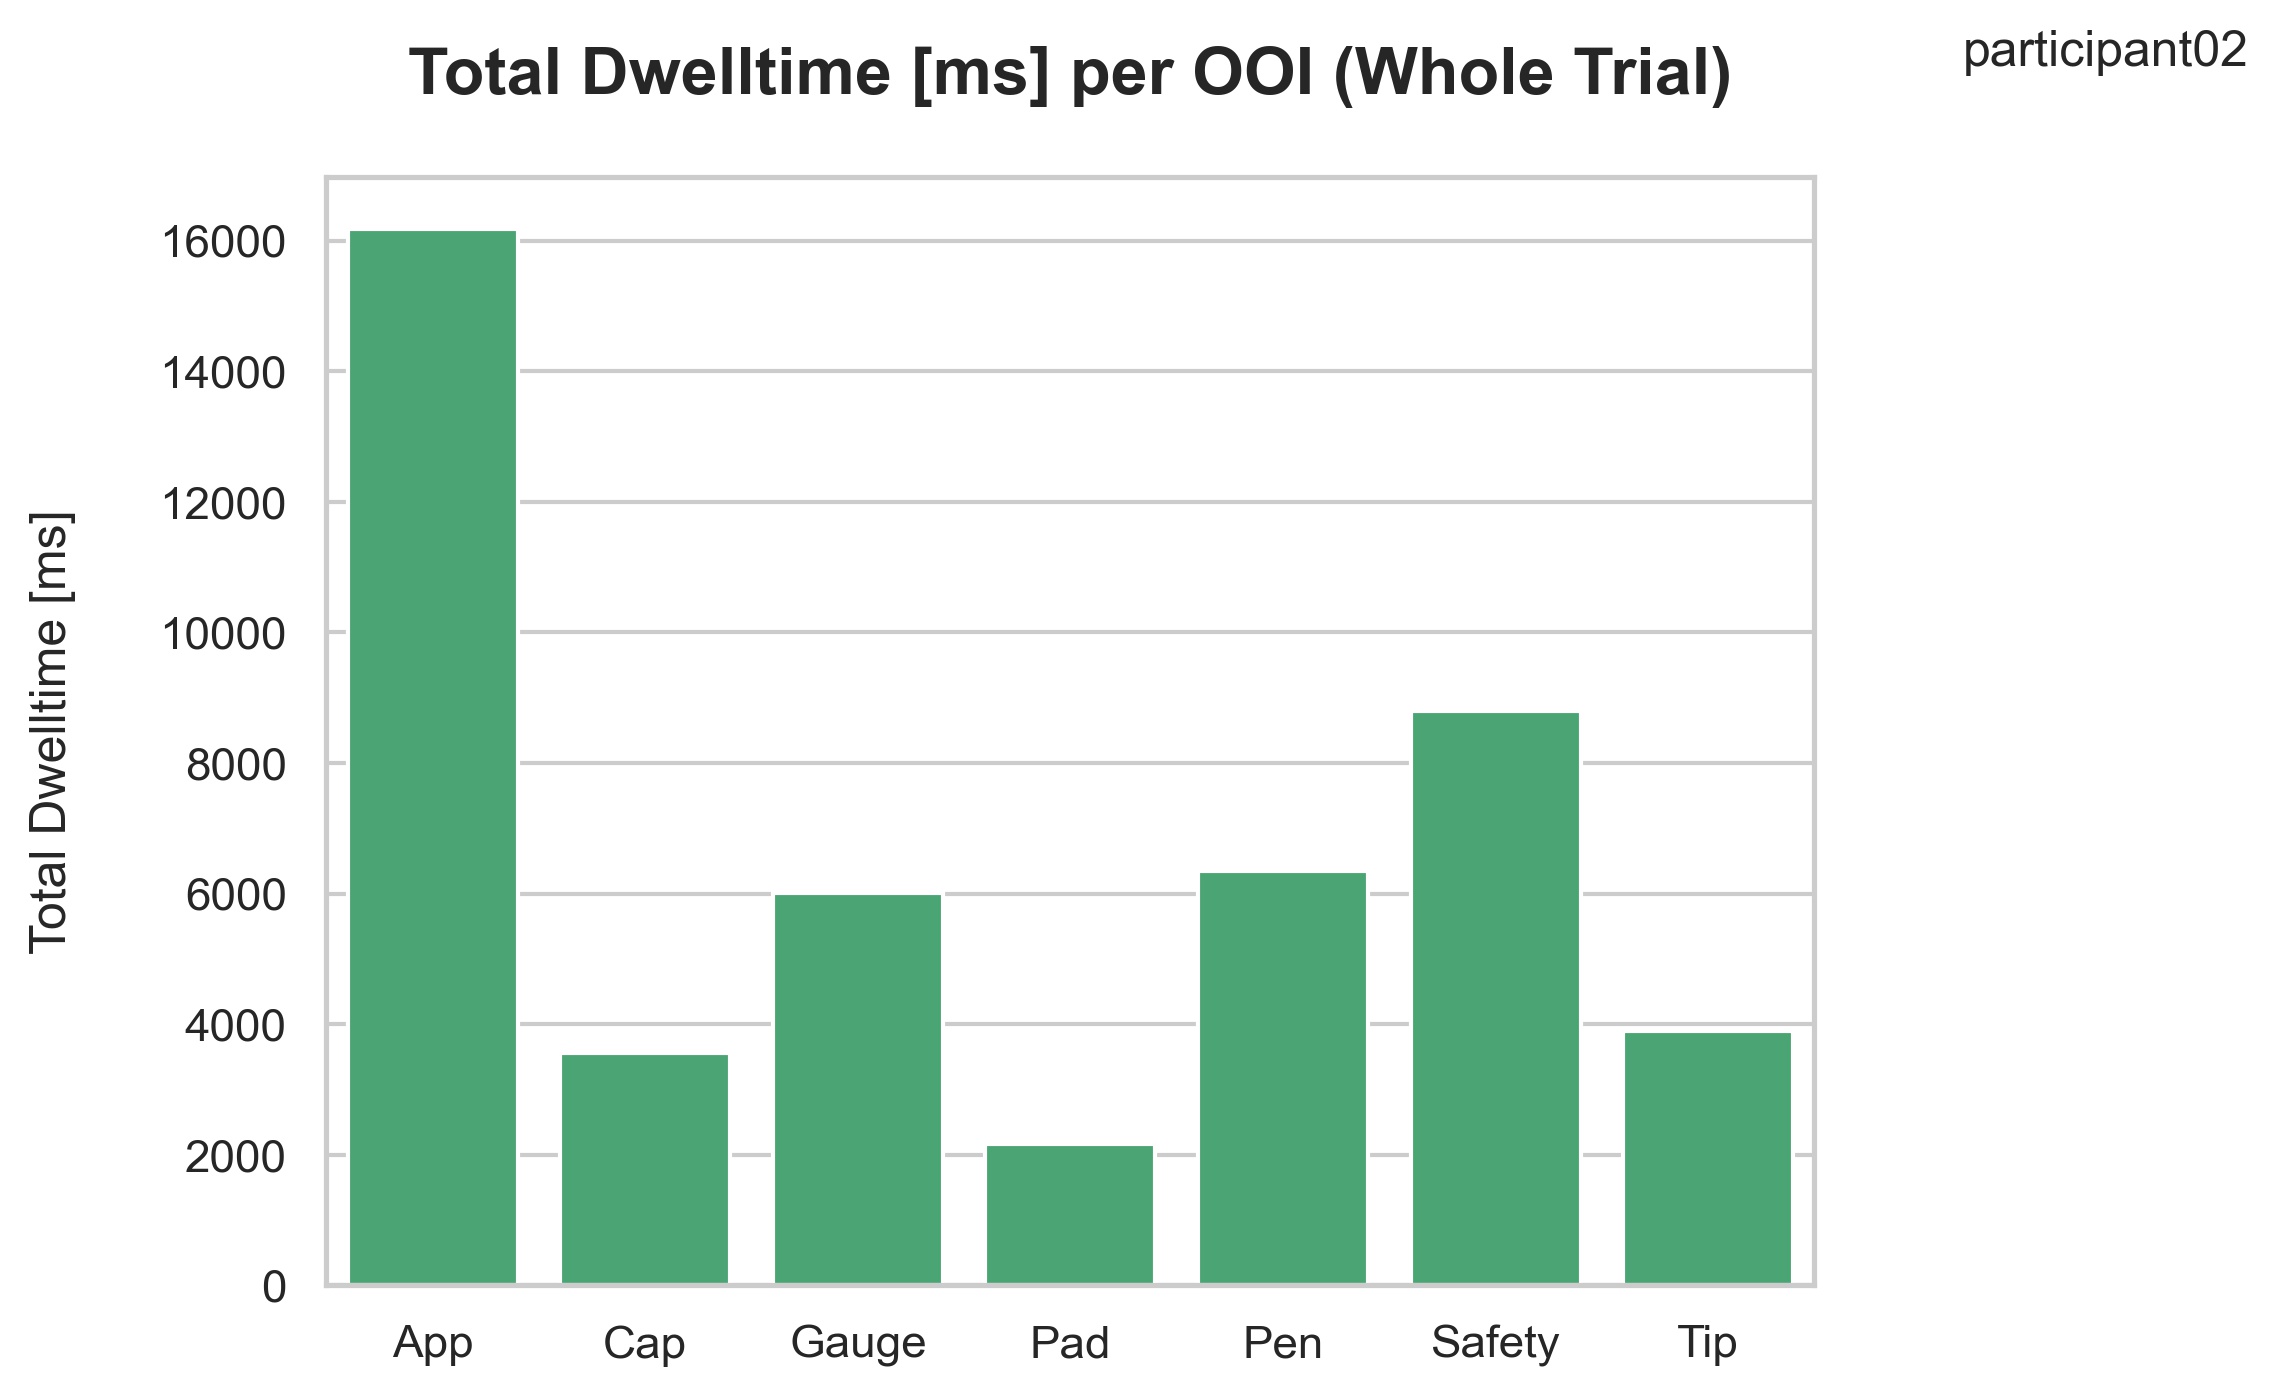 participant02
Total Dwelltime [ms] per OOI (Whole Trial)
Total Dwelltime [ms]
16000
14000
12000
10000
8000
6000
4000
2000
0
App Cap Gauge Pad Pen Safety Tip